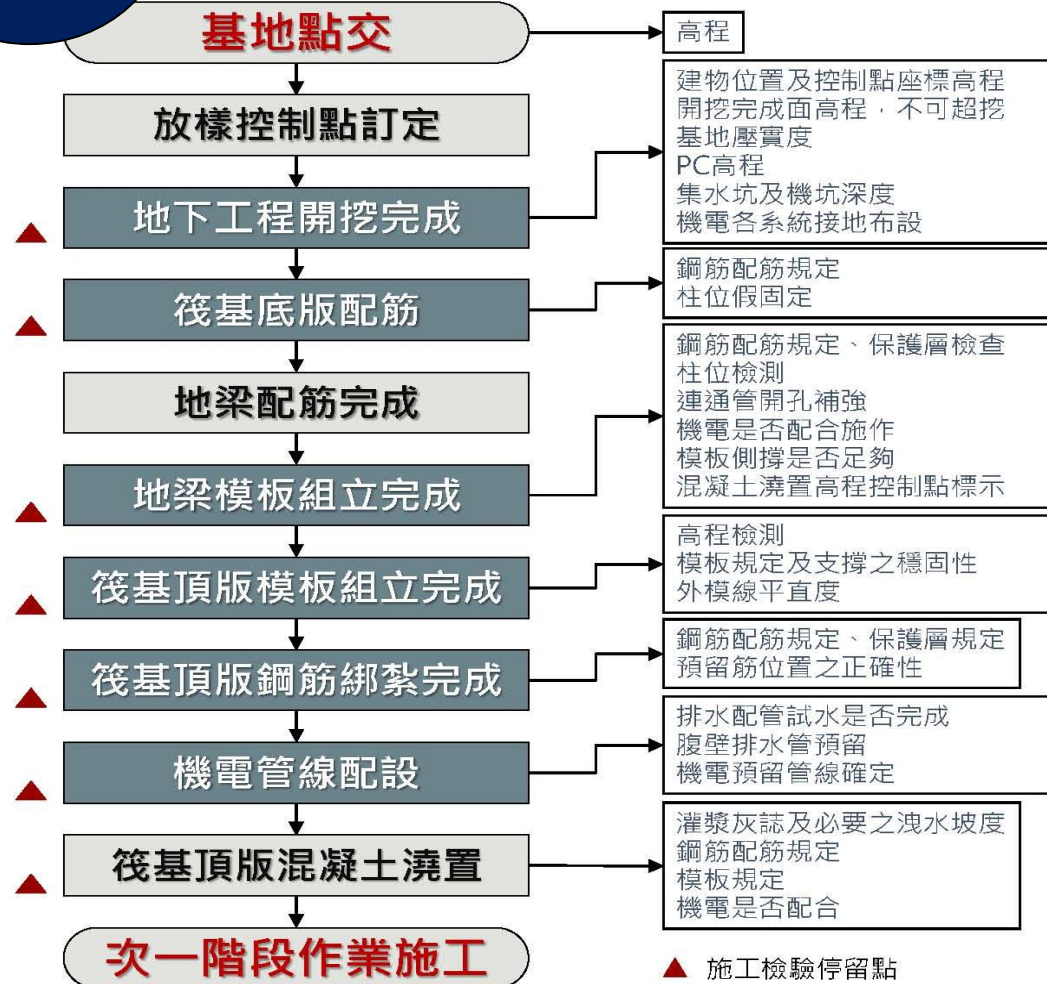 基地點交
高程
放樣控制點訂定
地下工程開挖完成
建物位置及控制點座標高程
開挖完成面高程，不可超挖
基地壓實度
PC高程
集水坑及機坑深度
機電各系統接地布設
筏基底版配筋
鋼筋配筋規定
柱位假固定
地梁配筋完成
地梁模板組立完成
鋼筋配筋規定、保護層檢查
柱位檢測
連通管開孔補強
機電是否配合施作
模板側撐是否足夠
混凝土澆置高程控制點標示
筏基頂版模板組立完成
高程檢測
模板規定及支撐之穩固性
外模線平直度
筏基頂版鋼筋綁紮完成
鋼筋配筋規定、保護層規定
預留筋位置之正確性
機電管線配設
排水配管試水是否完成
腹壁排水管預留
機電預留管線確定
筏基頂版混凝土澆置
灌漿灰誌及必要之洩水坡度
鋼筋配筋規定
模板規定
機電是否配合
次一階段作業施工
▲ 施工檢驗停留點